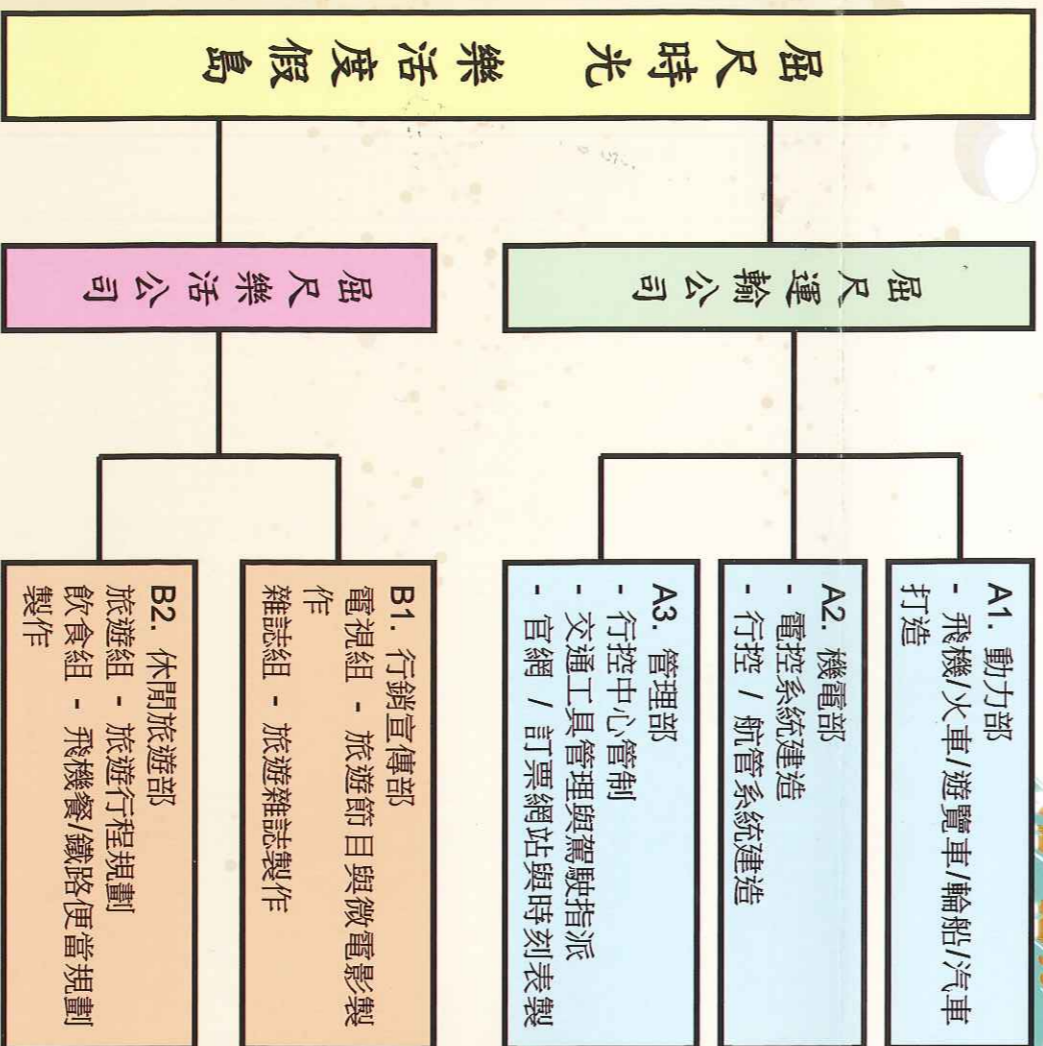 屈尺時光 樂活度假島
屈尺運輸公司
屈尺樂活公司
A1. 動力部
- 飛機/火車/遊覽車/輪船/汽車
打造
A2. 機電部
- 電控系統建造
- 行控 / 航管系統建造
A3. 管理部
- 行控中心管制
- 交通工具管理與駕駛指派
- 官網 / 訂票網站與時刻表製
B1. 行銷宣傳部
電視組 - 旅遊節目與微電影製
作
雜誌組 - 旅遊雜誌製作
B2. 休閒旅遊部
旅遊組 - 旅遊行程規劃
飲食組 - 飛機餐/鐵路便當規劃
製作